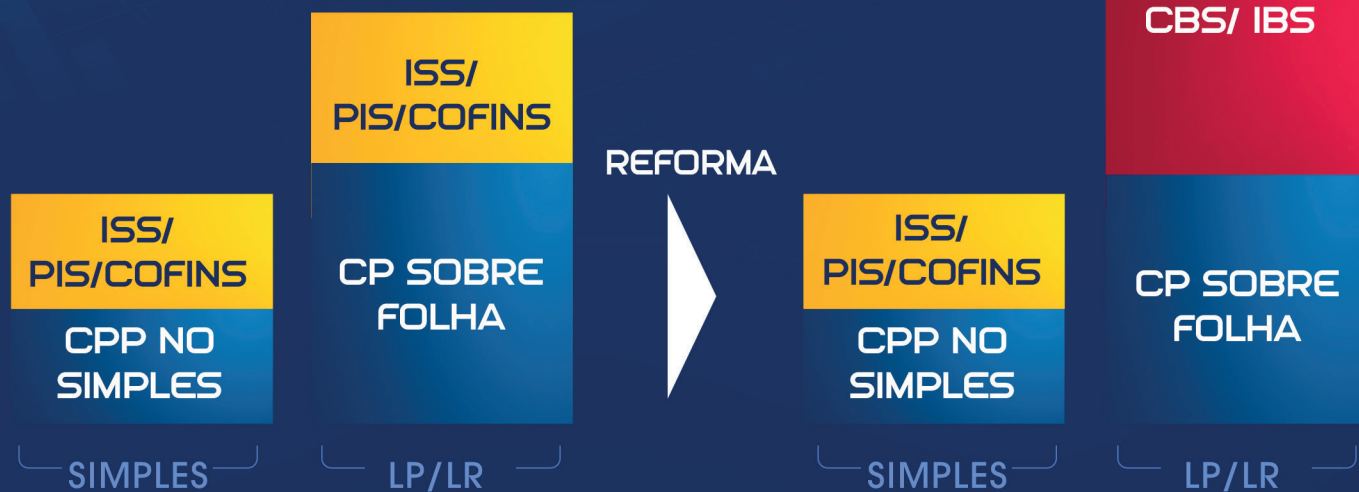 ISS/
PIS/COFINS
CPP NO
SIMPLES
SIMPLES
ISS/
PIS/COFINS
CP SOBRE
FOLHA
LP/LR
REFORMA
ISS/
PIS/COFINS
CPP NO
SIMPLES
SIMPLES
CBS/ IBS
CP SOBRE
FOLHA
LP/LR